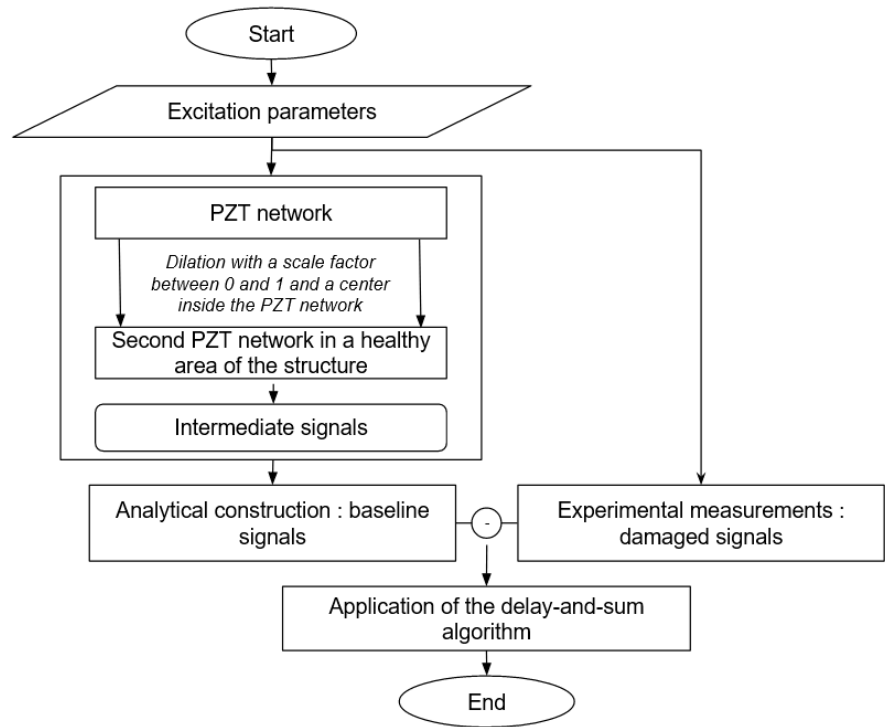 Start
Excitation parameters
PZT network
Dilation with a scale factor
between 0 and 1 and a center
inside the PZT network
Second PZT network in a healthy
area of the structure
Intermediate signals
Analytical construction : baseline
signals
-
Experimental measurements :
damaged signals
Application of the delay-and-sum
algorithm
End